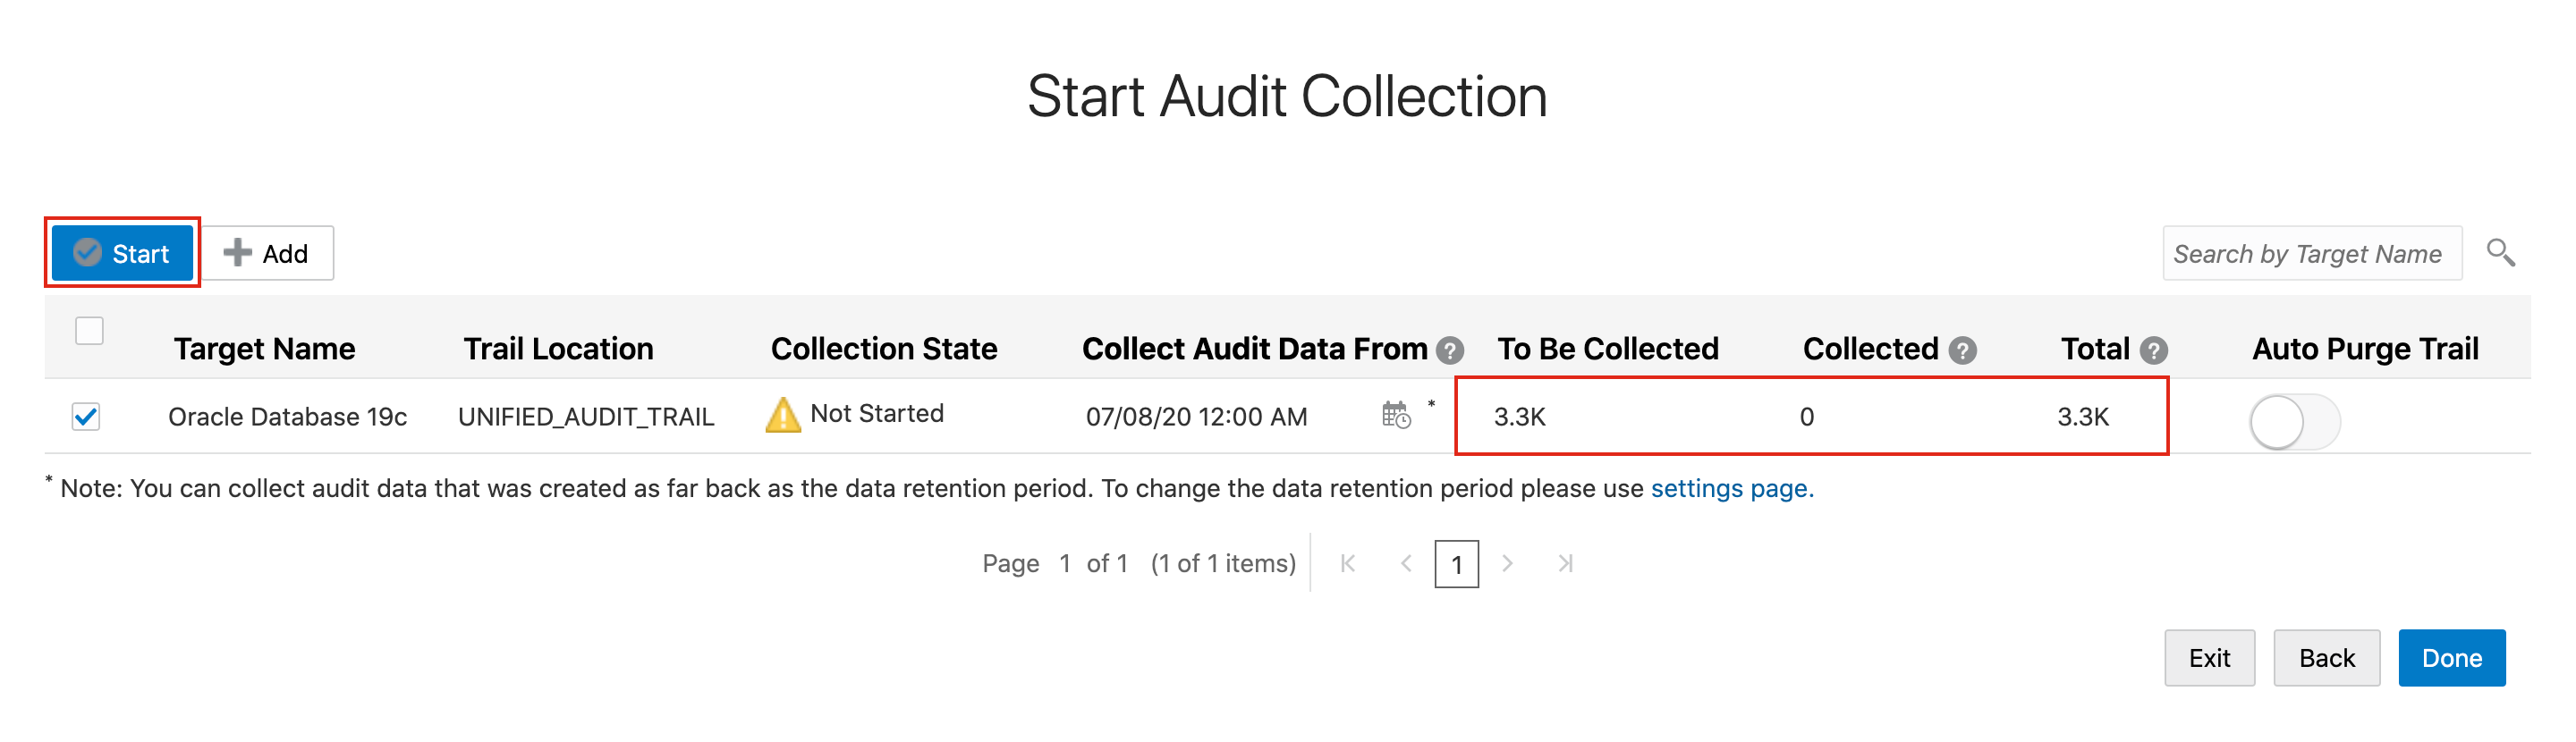 Start Audit Collection
Start Add Search by Target Name
Target Name Trail Location Collection State Collect Audit Data From ? To Be Collected Collected ? Total ? Auto Purge Trail
Oracle Database 19c UNIFIED_AUDIT_TRAIL Not Started 07/08/20 12:00 AM * 3.3K 0 3.3K
* Note: You can collect audit data that was created as far back as the data retention period. To change the data retention period please use settings page.
Page 1 of 1 (1 of 1 items) 1
Exit Back Done